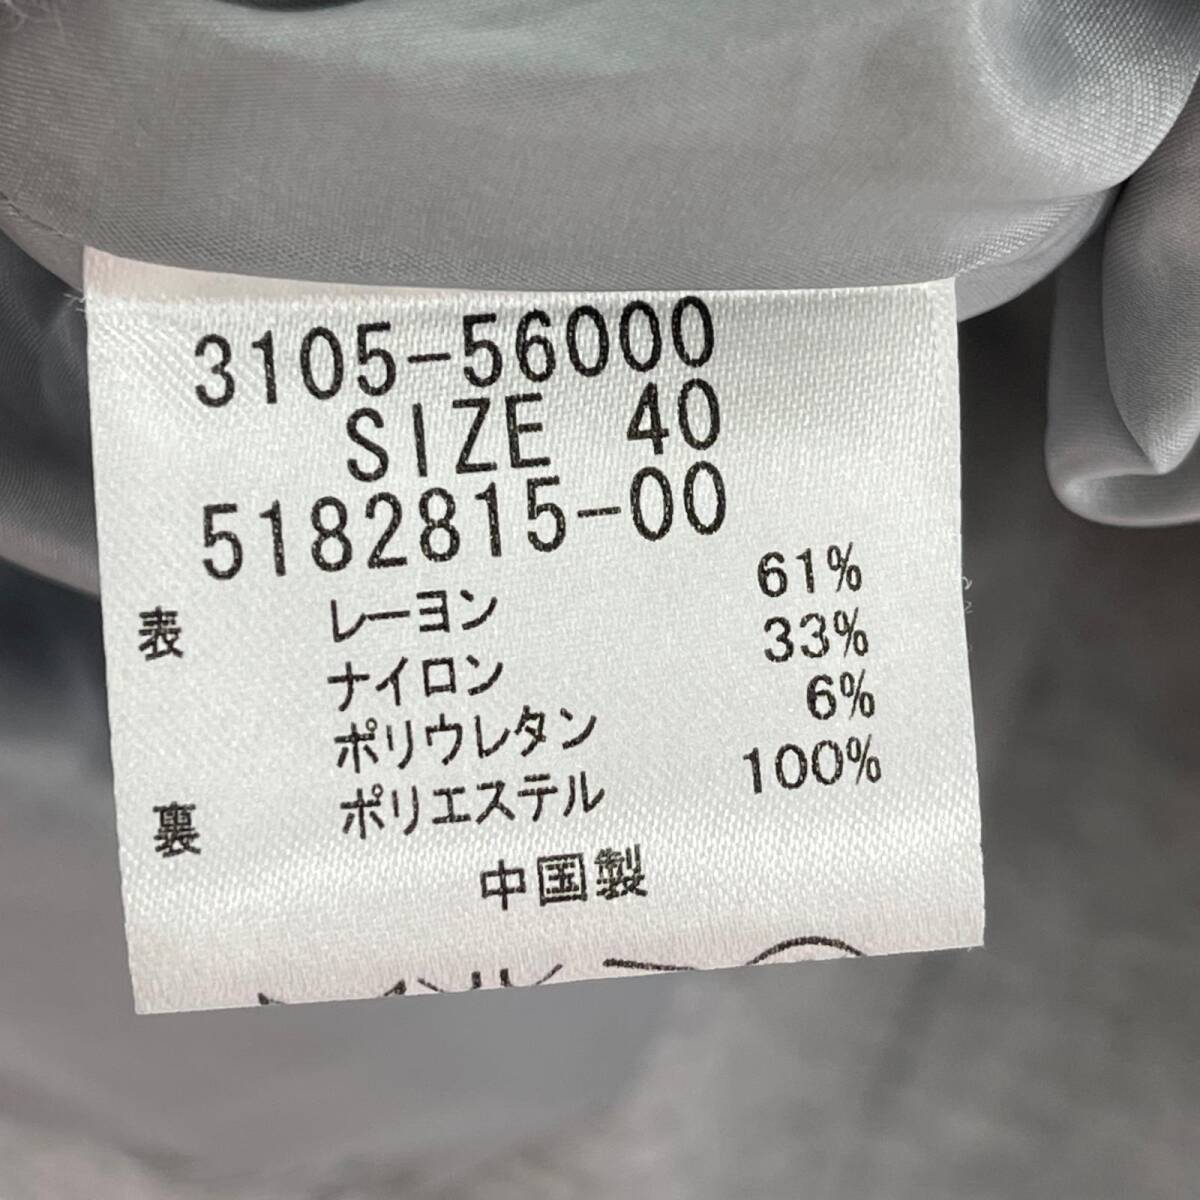 3105-56000
SIZE 40
5182815-00
表 レーヨン 61%
ナイロン 33%
ポリウレタン 6%
裏 ポリエステル 100%
中国製